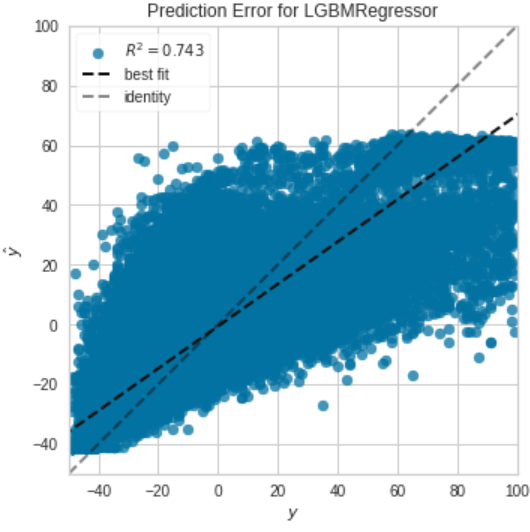 Prediction Error for LGBMRegressor
R² = 0.743
best fit
identity
100
80
60
40
20
0
−20
−40
ŷ
−40 −20 0 20 40 60 80 100
y